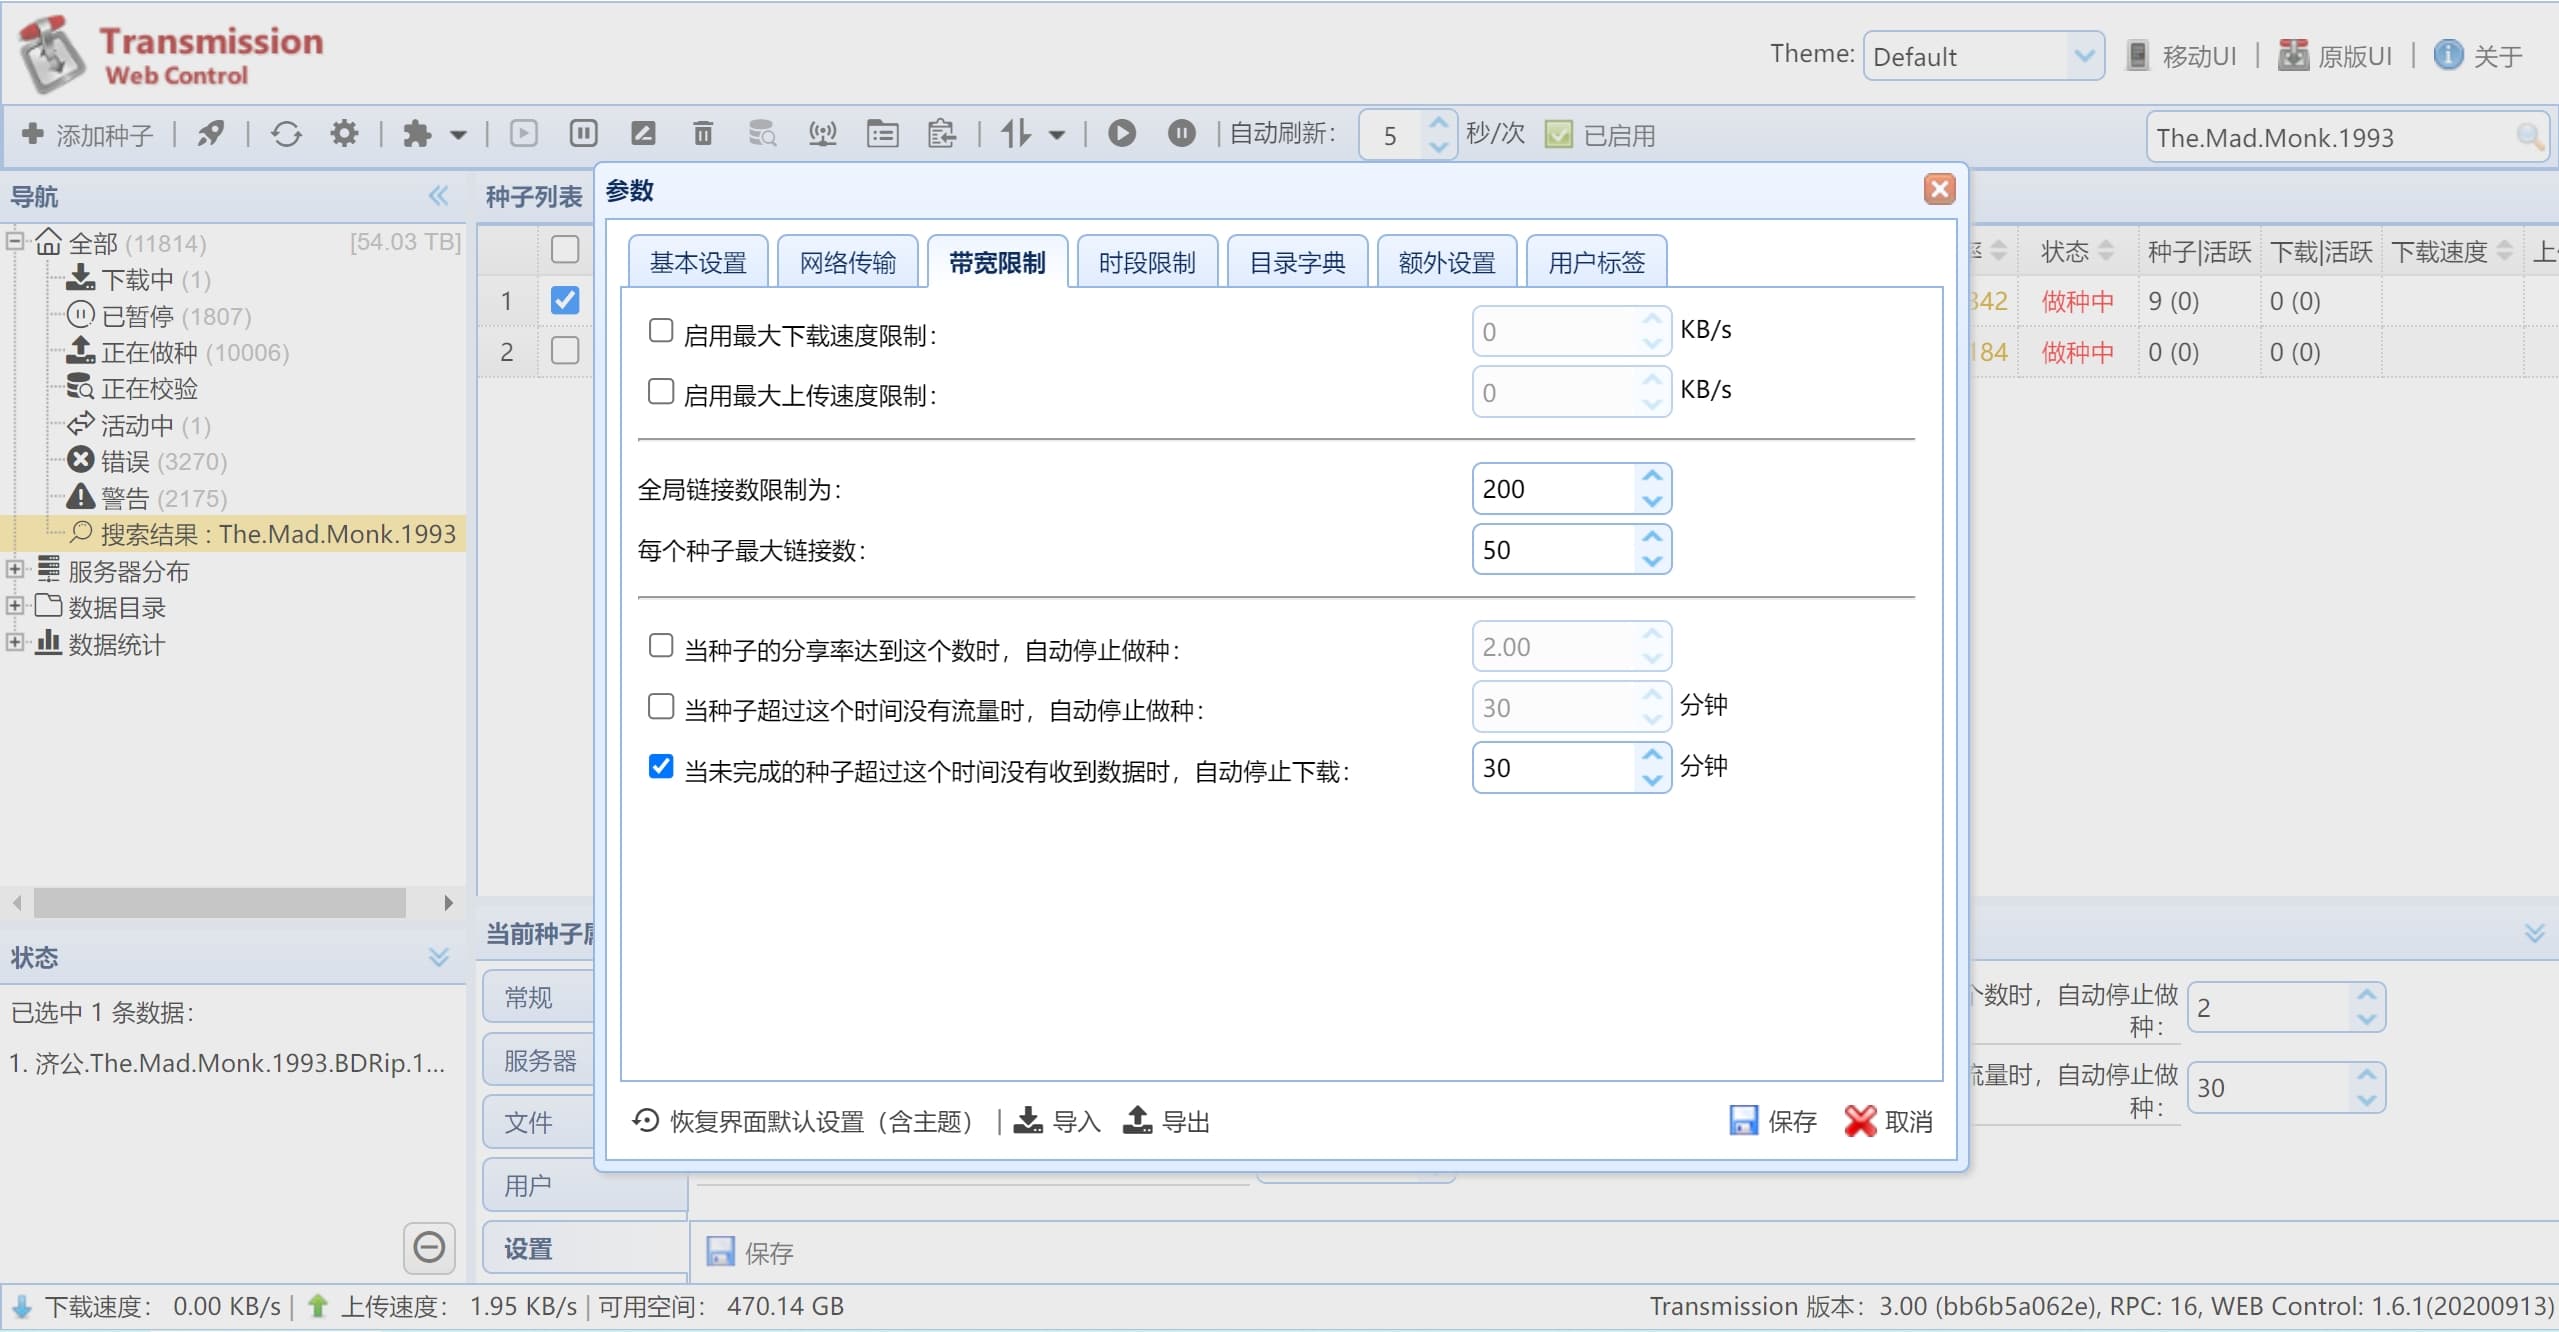 Transmission
Web Control
Theme: Default 移动UI | 原版UI | 关于
添加种子 | 自动刷新： 5 秒/次 已启用 The.Mad.Monk.1993
导航
全部 (11814) [54.03 TB]
下载中 (1)
已暂停 (1807)
正在做种 (10006)
正在校验
活动中 (1)
错误 (3270)
警告 (2175)
搜索结果 : The.Mad.Monk.1993
服务器分布
数据目录
数据统计
状态
已选中 1 条数据：
1. 济公.The.Mad.Monk.1993.BDRip.1...
种子列表
1
2
状态 种子|活跃 下载|活跃 下载速度
342 做种中 9 (0) 0 (0)
184 做种中 0 (0) 0 (0)
参数
基本设置 网络传输 带宽限制 时段限制 目录字典 额外设置 用户标签
启用最大下载速度限制： 0 KB/s
启用最大上传速度限制： 0 KB/s
全局链接数限制为： 200
每个种子最大链接数： 50
当种子的分享率达到这个数时，自动停止做种： 2.00
当种子超过这个时间没有流量时，自动停止做种： 30 分钟
当未完成的种子超过这个时间没有收到数据时，自动停止下载： 30 分钟
恢复界面默认设置（含主题） | 导入 导出 保存 取消
当前种子
常规
服务器
文件
用户
设置
个数时，自动停止做
种： 2
流量时，自动停止做
种： 30
保存
下载速度： 0.00 KB/s | 上传速度： 1.95 KB/s | 可用空间： 470.14 GB
Transmission 版本： 3.00 (bb6b5a062e), RPC: 16, WEB Control: 1.6.1(20200913)